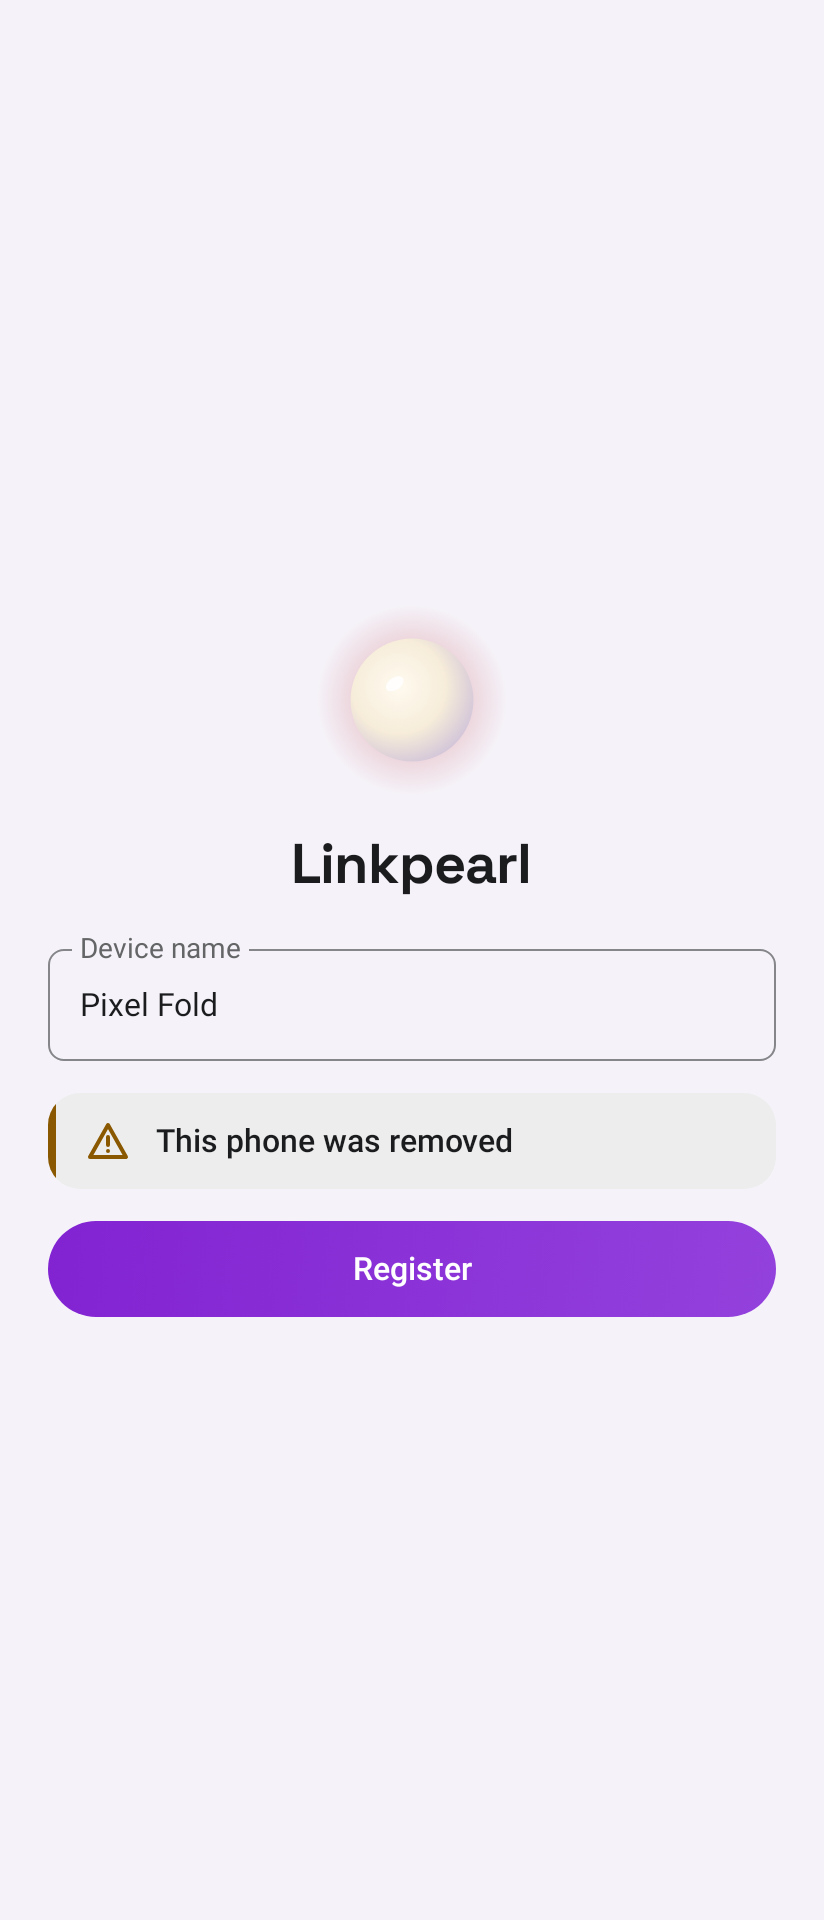 Linkpearl
Device name
Pixel Fold
This phone was removed
Register